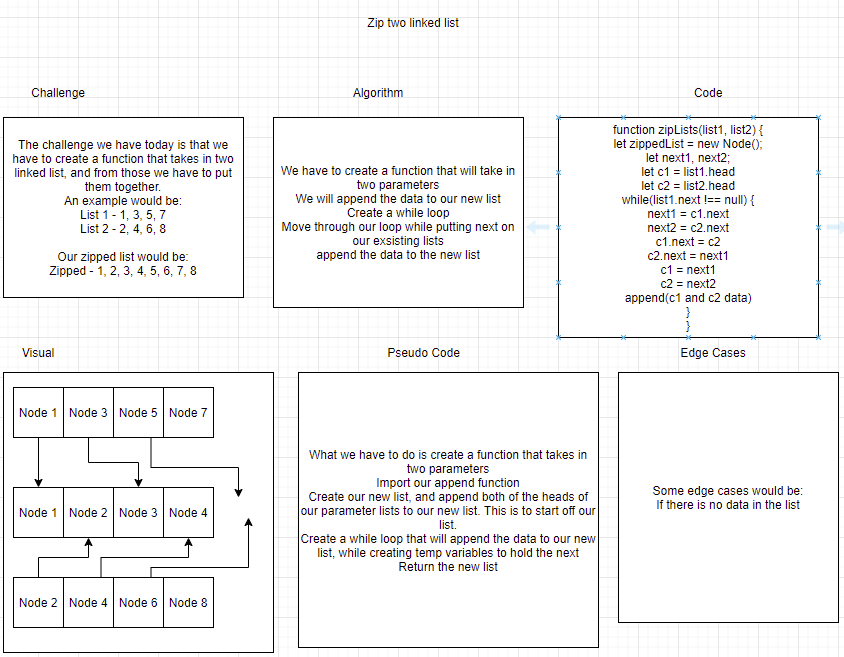 Zip two linked list
Challenge
The challenge we have today is that we
have to create a function that takes in two
linked list, and from those we have to put
them together.
An example would be:
List 1 - 1, 3, 5, 7
List 2 - 2, 4, 6, 8
Our zipped list would be:
Zipped - 1, 2, 3, 4, 5, 6, 7, 8
Algorithm
We have to create a function that will take in
two parameters
We will append the data to our new list
Create a while loop
Move through our loop while putting next on
our exsisting lists
append the data to the new list
Code
function zipLists(list1, list2) {
let zippedList = new Node();
let next1, next2;
let c1 = list1.head
let c2 = list2.head
while(list1.next !== null) {
next1 = c1.next
next2 = c2.next
c1.next = c2
c2.next = next1
c1 = next1
c2 = next2
append(c1 and c2 data)
}
}
Visual
Node 1 Node 3 Node 5 Node 7
Node 1 Node 2 Node 3 Node 4
Node 2 Node 4 Node 6 Node 8
Pseudo Code
What we have to do is create a function that takes in
two parameters
Import our append function
Create our new list, and append both of the heads of
our parameter lists to our new list. This is to start off our
list.
Create a while loop that will append the data to our new
list, while creating temp variables to hold the next
Return the new list
Edge Cases
Some edge cases would be:
If there is no data in the list